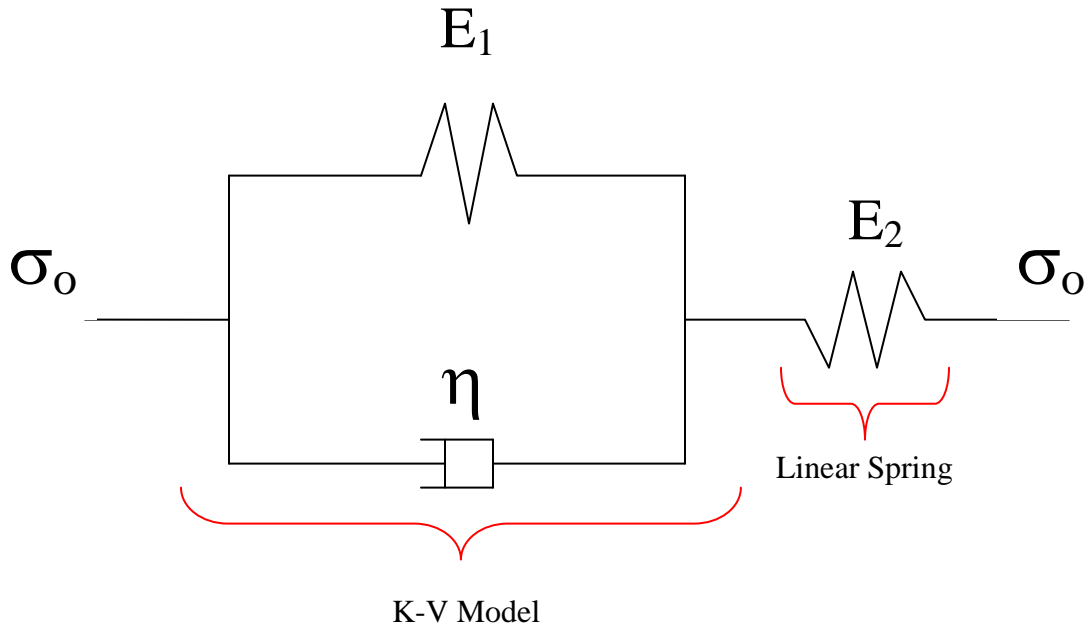 E₁
E₂
σₒ
σₒ
η
Linear Spring
K-V Model